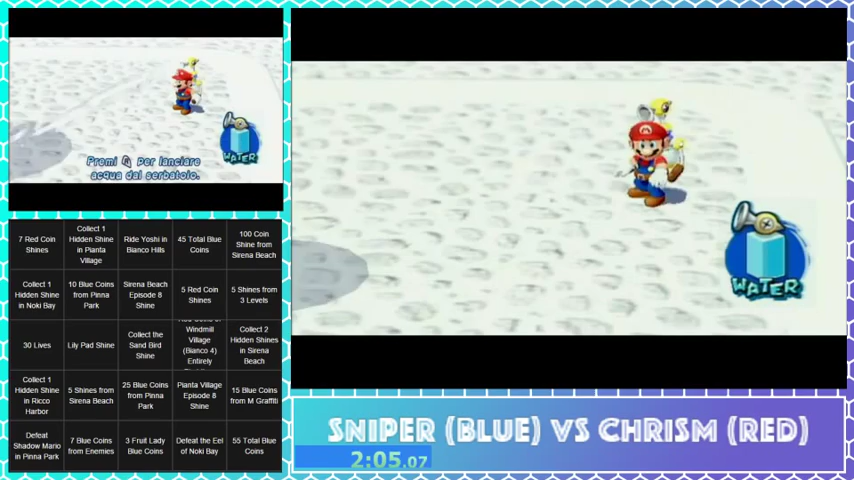 Premi per lanciare
acqua dal serbatoio.
WATER
WATER
7 Red Coin
Shines
Collect 1
Hidden Shine
in Pianta
Village
Ride Yoshi in
Bianco Hills
45 Total Blue
Coins
100 Coin
Shine from
Sirena Beach
Collect 1
Hidden Shine
in Noki Bay
10 Blue Coins
from Pinna
Park
Sirena Beach
Episode 8
Shine
5 Red Coin
Shines
5 Shines from
3 Levels
30 Lives
Lily Pad Shine
Collect the
Sand Bird
Shine
Windmill
Village
(Bianco 4)
Entirely
Collect 2
Hidden Shines
in Sirena
Beach
Collect 1
Hidden Shine
in Ricco
Harbor
5 Shines from
Sirena Beach
25 Blue Coins
from Pinna
Park
Pianta Village
Episode 8
Shine
15 Blue Coins
from M Graffiti
Defeat
Shadow Mario
in Pinna Park
7 Blue Coins
from Enemies
3 Fruit Lady
Blue Coins
Defeat the Eel
of Noki Bay
55 Total Blue
Coins
SNIPER (BLUE) VS CHRISM (RED)
2:05.07